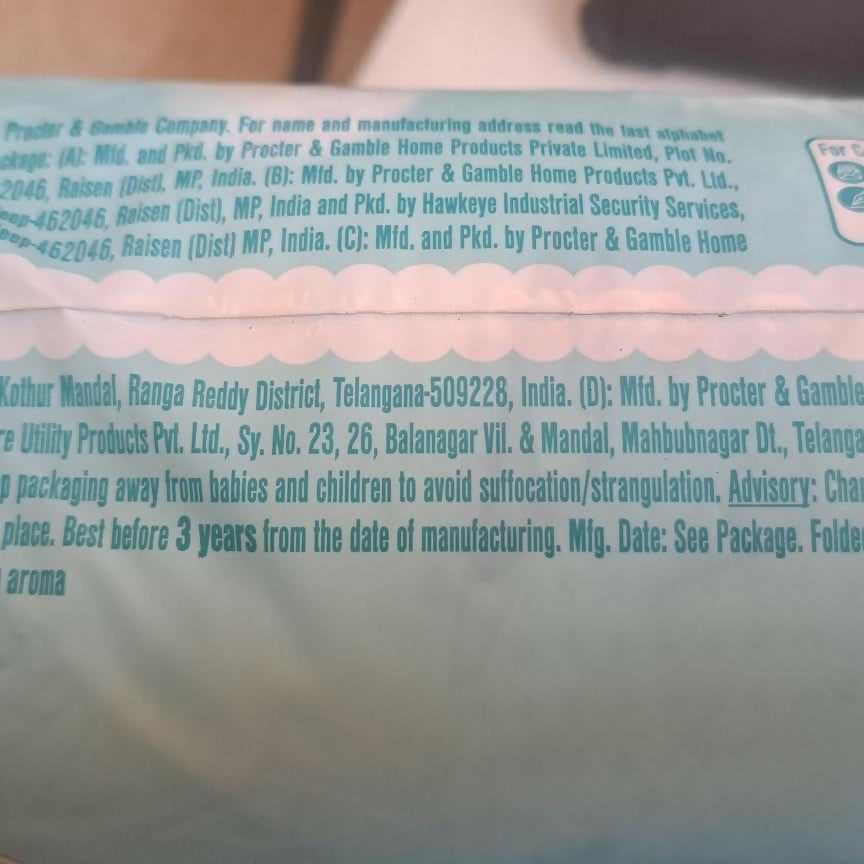 Procter & Gamble Company. For name and manufacturing address read the last alphabet
ckage: (A): Mfd. and Pkd. by Procter & Gamble Home Products Private Limited, Plot No.
2046, Raisen (Dist), MP, India. (B): Mfd. by Procter & Gamble Home Products Pvt. Ltd.,
eep-462046, Raisen (Dist), MP, India and Pkd. by Hawkeye Industrial Security Services,
eep-462046, Raisen (Dist) MP, India. (C): Mfd. and Pkd. by Procter & Gamble Home
For C
Kothur Mandal, Ranga Reddy District, Telangana-509228, India. (D): Mfd. by Procter & Gamble
re Utility Products Pvt. Ltd., Sy. No. 23, 26, Balanagar Vil. & Mandal, Mahbubnagar Dt., Telanga
p packaging away from babies and children to avoid suffocation/strangulation. Advisory: Cha
place. Best before 3 years from the date of manufacturing. Mfg. Date: See Package. Folde
aroma